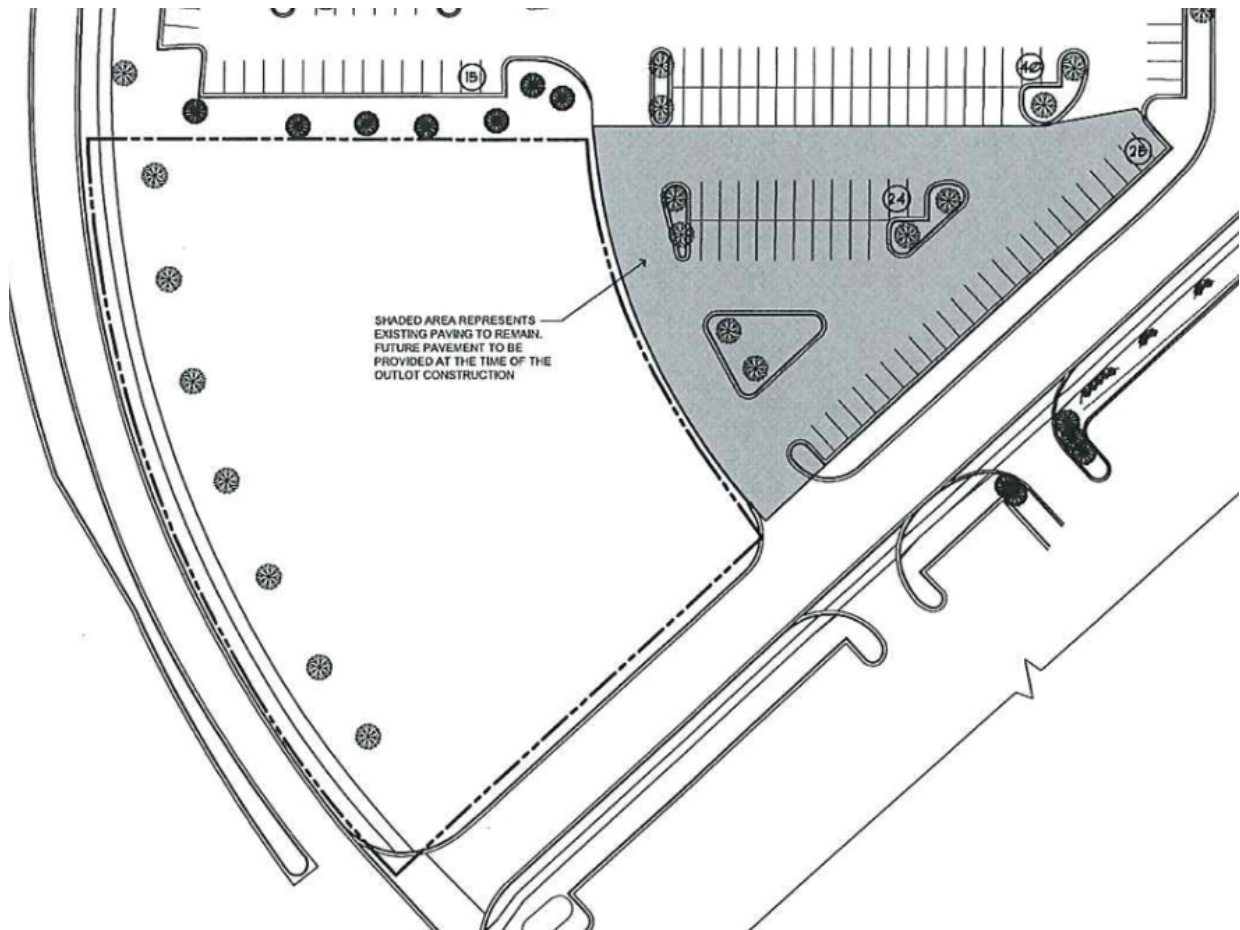 15
40
25
24
SHADED AREA REPRESENTS
EXISTING PAVING TO REMAIN.
FUTURE PAVEMENT TO BE
PROVIDED AT THE TIME OF THE
OUTLOT CONSTRUCTION